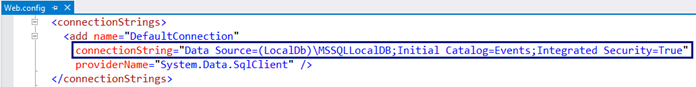 Web.config
<connectionStrings>
<add name="DefaultConnection"
connectionString="Data Source=(LocalDb)\MSSQLLocalDB;Initial Catalog=Events;Integrated Security=True"
providerName="System.Data.SqlClient" />
</connectionStrings>